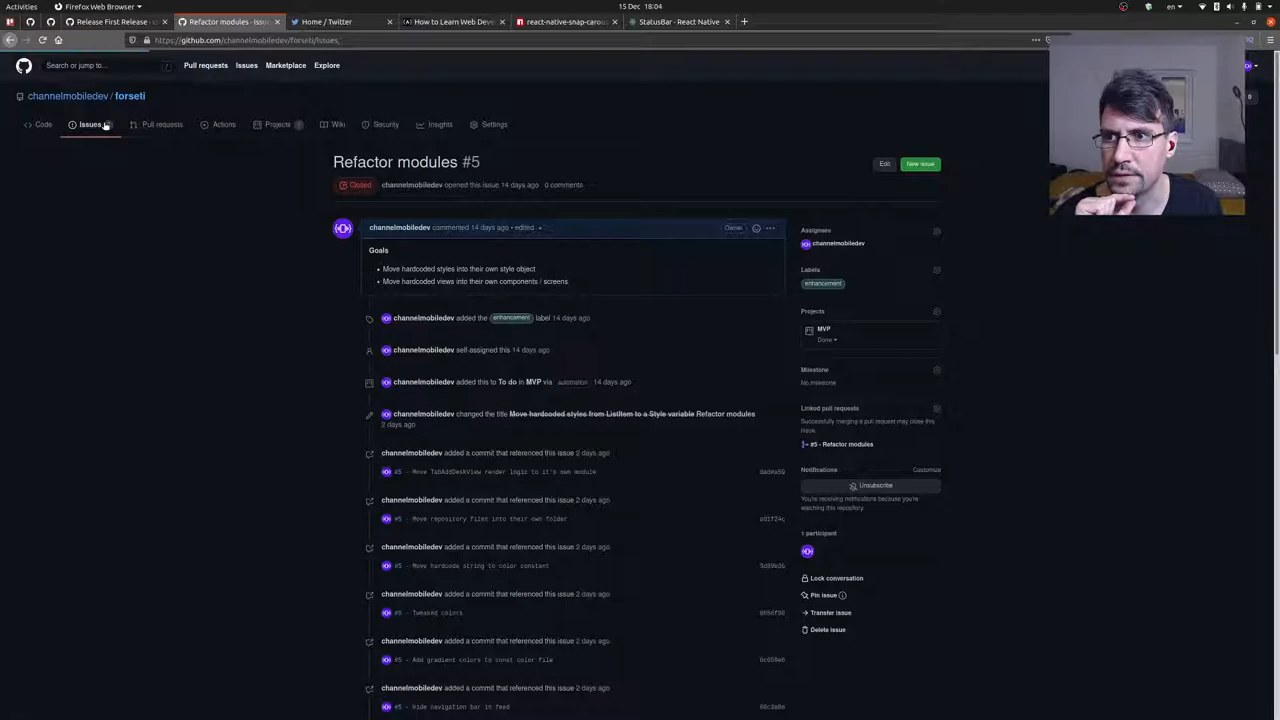 Activities
Firefox Web Browser
15 Dec 18:04
en
Create First Release - ...
Refactor modules - Issu...
Home / Twitter
How to Learn Web Deve...
react-native-snap-carous...
StatusBar - React Native
https://github.com/channelmobiledev/forseti/issues
Search or jump to...
/
Pull requests
Issues
Marketplace
Explore
channelmobiledev / forseti
Code
Issues
Pull requests
Actions
Projects
Wiki
Security
Insights
Settings
Refactor modules #5
Edit
New issue
Closed
channelmobiledev opened this issue 14 days ago · 0 comments
channelmobiledev commented 14 days ago • edited
Owner
Goals
• Move hardcoded styles into their own style object
• Move hardcoded views into their own components / screens
channelmobiledev added the enhancement label 14 days ago
channelmobiledev self-assigned this 14 days ago
channelmobiledev added this to To do in MVP via automation 14 days ago
channelmobiledev changed the title Move hardcoded styles from ListItem to a Style variable Refactor modules
2 days ago
channelmobiledev added a commit that referenced this issue 2 days ago
#5 - Move TabAddDeskView render logic to it's own module
channelmobiledev added a commit that referenced this issue 2 days ago
#5 - Move repository files into their own folder
channelmobiledev added a commit that referenced this issue 2 days ago
#5 - Move hardcode string to color constant
channelmobiledev added a commit that referenced this issue 2 days ago
Tweaked colors
channelmobiledev added a commit that referenced this issue 2 days ago
#5 - Add gradient colors to const color file
channelmobiledev added a commit that referenced this issue 2 days ago
#5 - Hide navigation bar in feed
Assignees
channelmobiledev
Labels
enhancement
Projects
MVP
Done
Milestone
No milestone
Linked pull requests
Successfully merging a pull request may close this
issue.
#5 - Refactor modules
Notifications
Customize
Unsubscribe
You're receiving notifications because you're
watching this repository.
1 participant
Lock conversation
Pin issue
Transfer issue
Delete issue
0